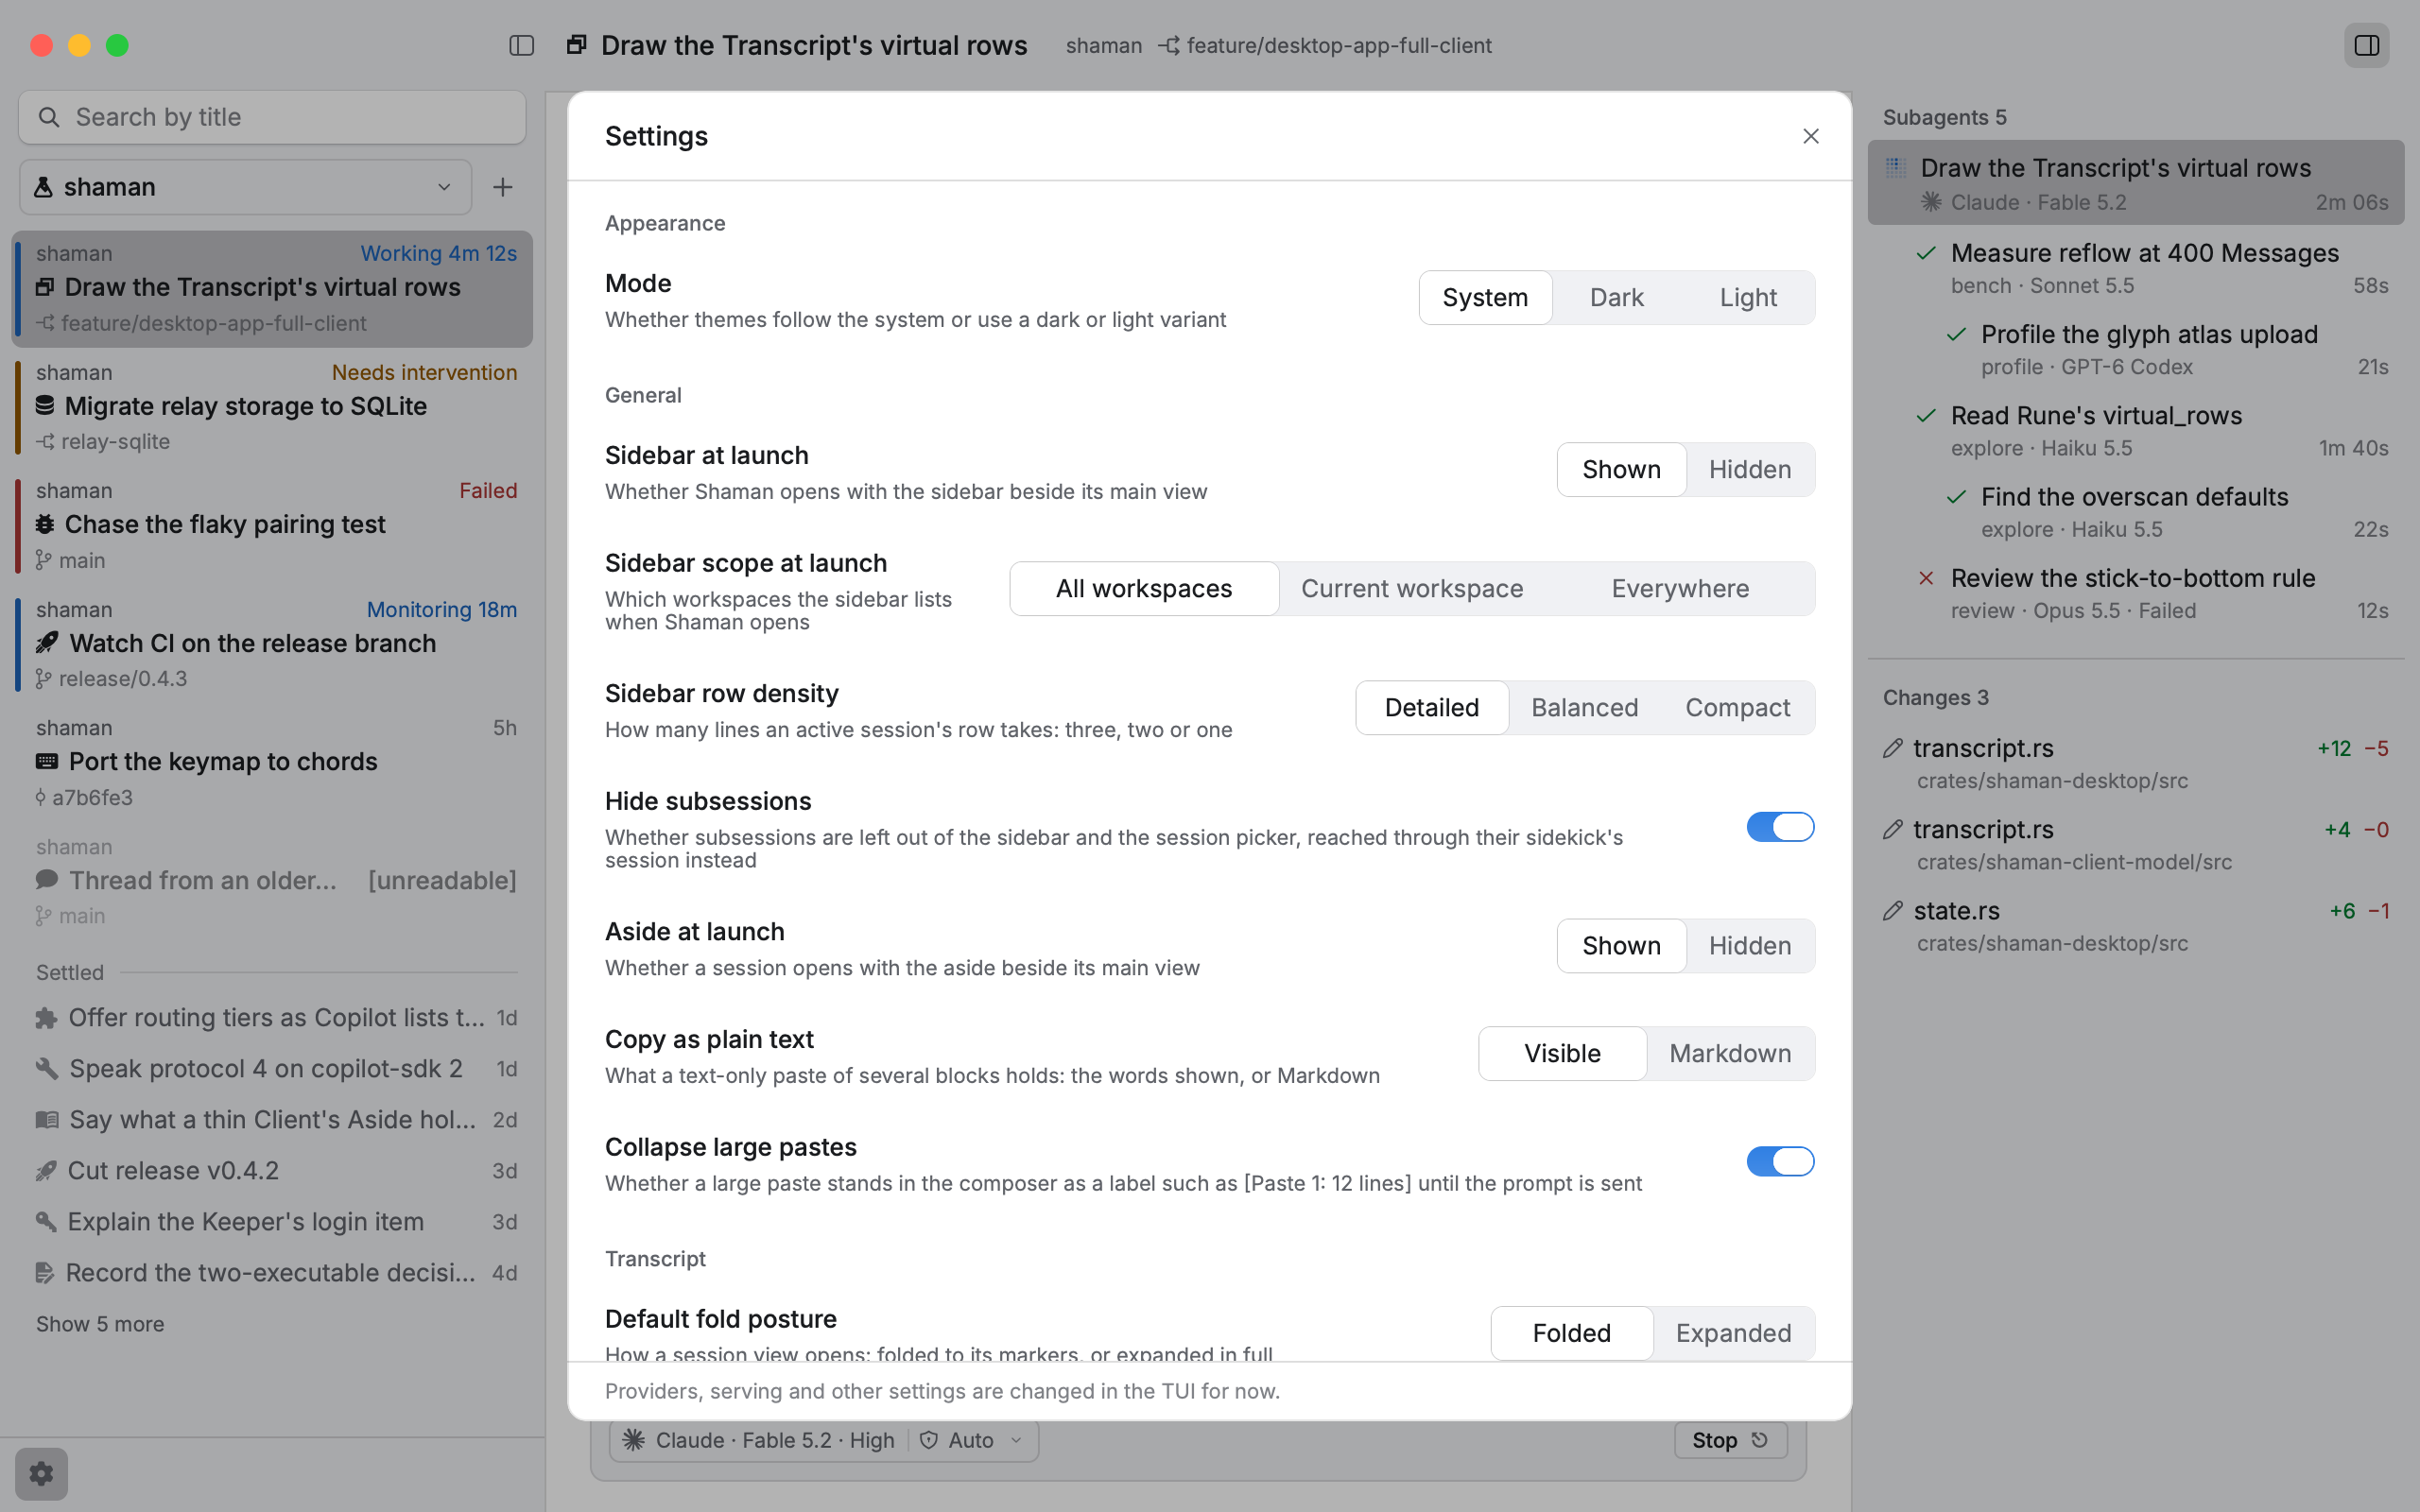 Draw the Transcript's virtual rows
shaman feature/desktop-app-full-client
Search by title
shaman
shaman Working 4m 12s
Draw the Transcript's virtual rows
feature/desktop-app-full-client
shaman Needs intervention
Migrate relay storage to SQLite
relay-sqlite
shaman Failed
Chase the flaky pairing test
main
shaman Monitoring 18m
Watch CI on the release branch
release/0.4.3
shaman 5h
Port the keymap to chords
a7b6fe3
shaman
Thread from an older... [unreadable]
main
Settled
Offer routing tiers as Copilot lists t... 1d
Speak protocol 4 on copilot-sdk 2 1d
Say what a thin Client's Aside hol... 2d
Cut release v0.4.2 3d
Explain the Keeper's login item 3d
Record the two-executable decisi... 4d
Show 5 more
Settings
Appearance
Mode
Whether themes follow the system or use a dark or light variant
System Dark Light
General
Sidebar at launch
Whether Shaman opens with the sidebar beside its main view
Shown Hidden
Sidebar scope at launch
Which workspaces the sidebar lists
when Shaman opens
All workspaces Current workspace Everywhere
Sidebar row density
How many lines an active session's row takes: three, two or one
Detailed Balanced Compact
Hide subsessions
Whether subsessions are left out of the sidebar and the session picker, reached through their sidekick's
session instead
Aside at launch
Whether a session opens with the aside beside its main view
Shown Hidden
Copy as plain text
What a text-only paste of several blocks holds: the words shown, or Markdown
Visible Markdown
Collapse large pastes
Whether a large paste stands in the composer as a label such as [Paste 1: 12 lines] until the prompt is sent
Transcript
Default fold posture
How a session view opens: folded to its markers, or expanded in full
Folded Expanded
Providers, serving and other settings are changed in the TUI for now.
Claude · Fable 5.2 · High Auto
Stop
Subagents 5
Draw the Transcript's virtual rows
Claude · Fable 5.2 2m 06s
Measure reflow at 400 Messages
bench · Sonnet 5.5 58s
Profile the glyph atlas upload
profile · GPT-6 Codex 21s
Read Rune's virtual_rows
explore · Haiku 5.5 1m 40s
Find the overscan defaults
explore · Haiku 5.5 22s
Review the stick-to-bottom rule
review · Opus 5.5 · Failed 12s
Changes 3
transcript.rs +12 −5
crates/shaman-desktop/src
transcript.rs +4 −0
crates/shaman-client-model/src
state.rs +6 −1
crates/shaman-desktop/src